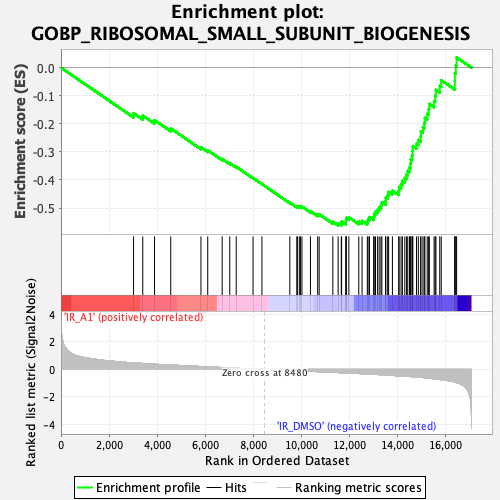 Enrichment plot:
GOBP_RIBOSOMAL_SMALL_SUBUNIT_BIOGENESIS
Enrichment score (ES)
0.0
-0.1
-0.2
-0.3
-0.4
-0.5
Ranked list metric (Signal2Noise)
'IR_A1' (positively correlated)
4
2
0
-2
-4
Zero cross at 8480
'IR_DMSO' (negatively correlated)
0
2,000
4,000
6,000
8,000
10,000
12,000
14,000
16,000
Rank in Ordered Dataset
Enrichment profile
Hits
Ranking metric scores